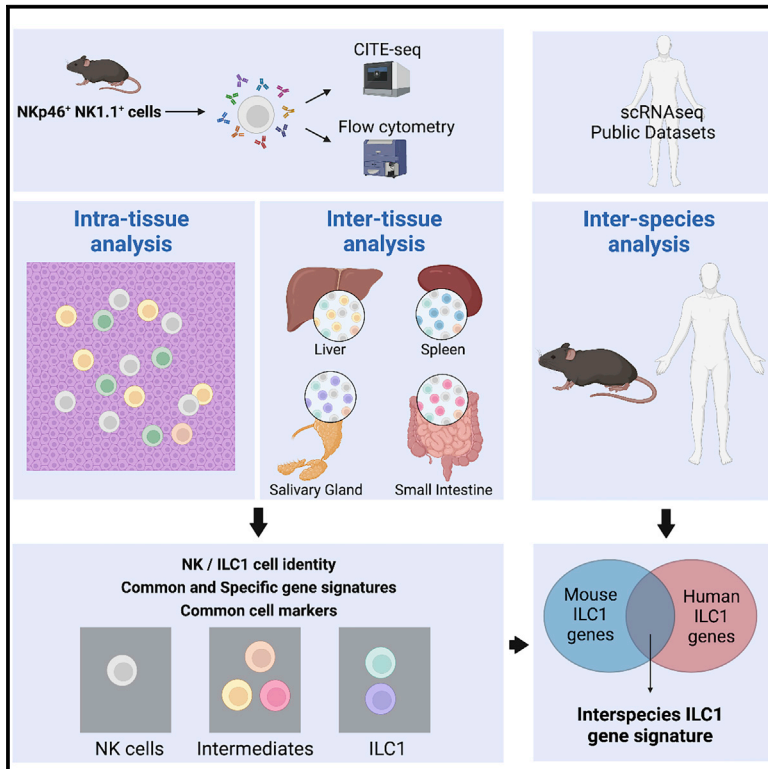 CITE-seq
NKp46⁺ NK1.1⁺ cells
Flow cytometry
scRNAseq
Public Datasets
Intra-tissue
analysis
Inter-tissue
analysis
Liver
Spleen
Salivary Gland
Small Intestine
Inter-species
analysis
NK / ILC1 cell identity
Common and Specific gene signatures
Common cell markers
NK cells
Intermediates
ILC1
Mouse
ILC1
genes
Human
ILC1
genes
Interspecies ILC1
gene signature